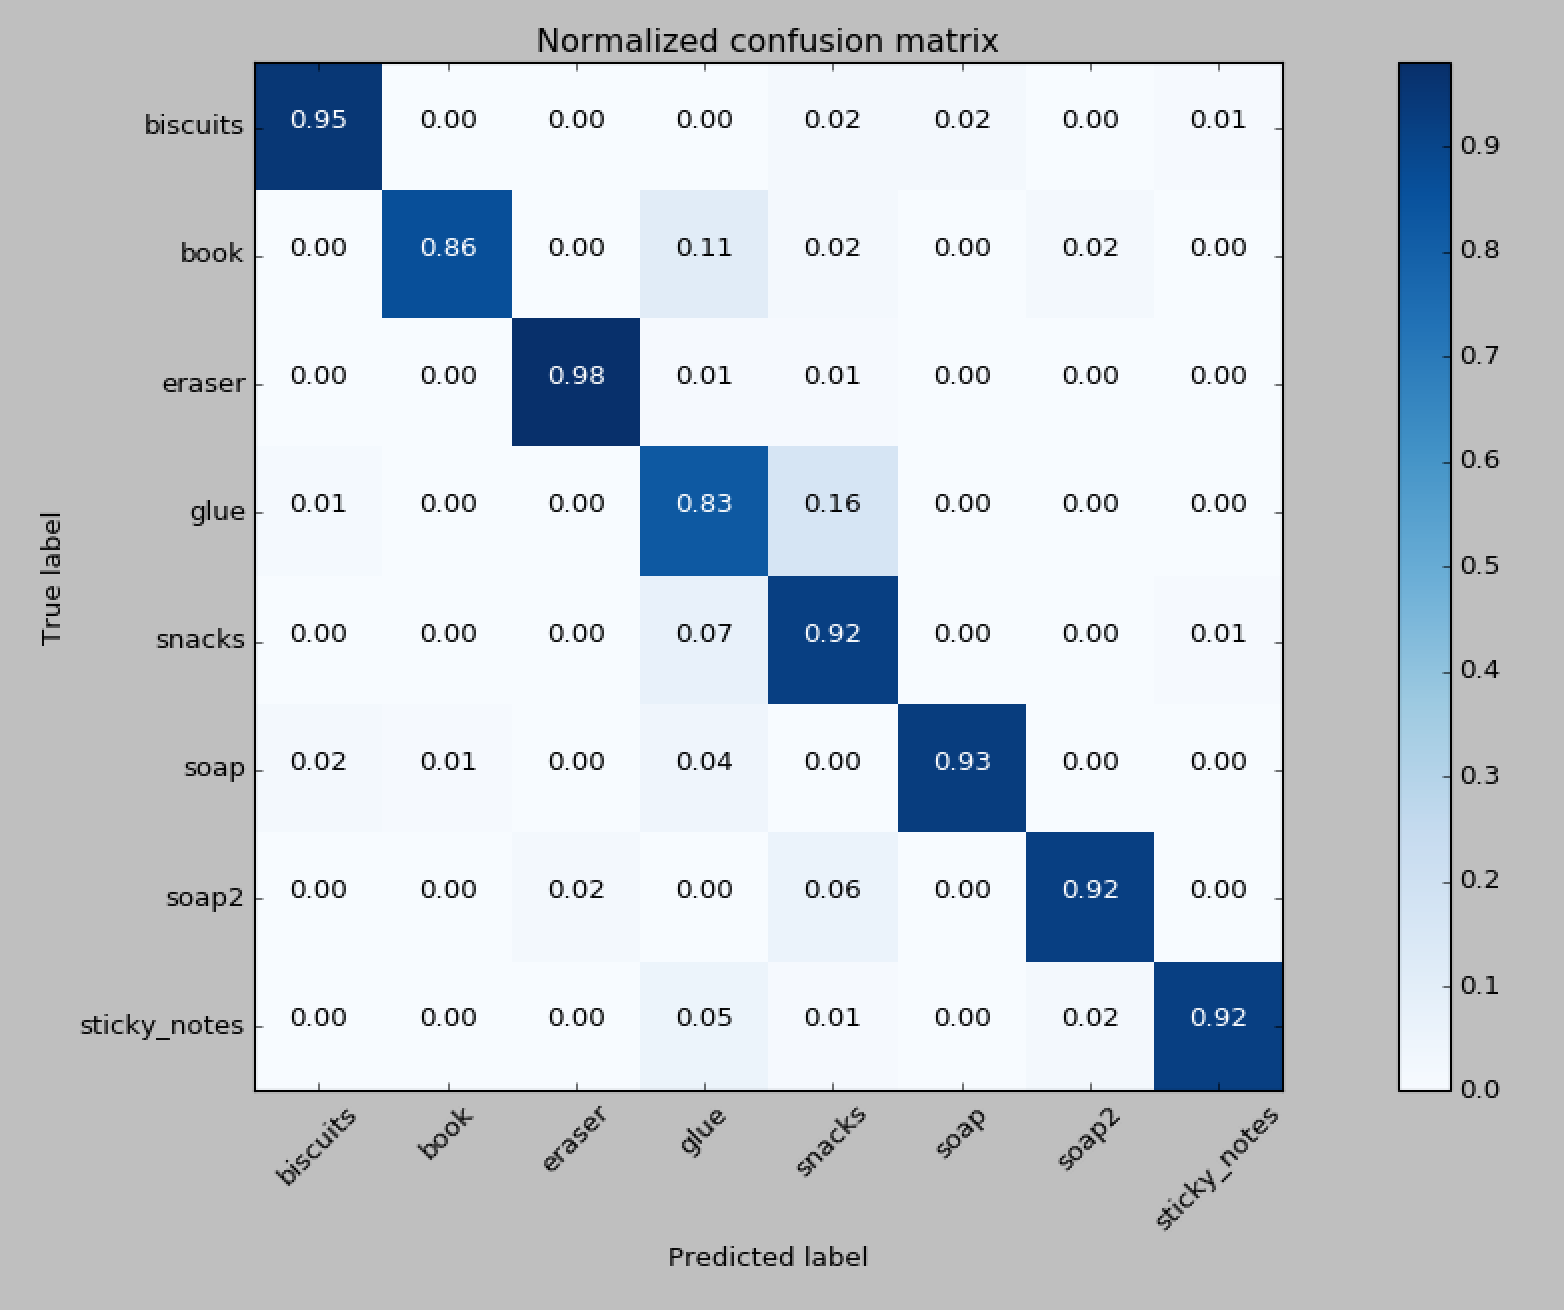 Normalized confusion matrix
biscuits 0.95 0.00 0.00 0.00 0.02 0.02 0.00 0.01
book 0.00 0.86 0.00 0.11 0.02 0.00 0.02 0.00
eraser 0.00 0.00 0.98 0.01 0.01 0.00 0.00 0.00
glue 0.01 0.00 0.00 0.83 0.16 0.00 0.00 0.00
snacks 0.00 0.00 0.00 0.07 0.92 0.00 0.00 0.01
soap 0.02 0.01 0.00 0.04 0.00 0.93 0.00 0.00
soap2 0.00 0.00 0.02 0.00 0.06 0.00 0.92 0.00
sticky_notes 0.00 0.00 0.00 0.05 0.01 0.00 0.02 0.92
biscuits book eraser glue snacks soap soap2 sticky_notes
True label
Predicted label
0.9
0.8
0.7
0.6
0.5
0.4
0.3
0.2
0.1
0.0